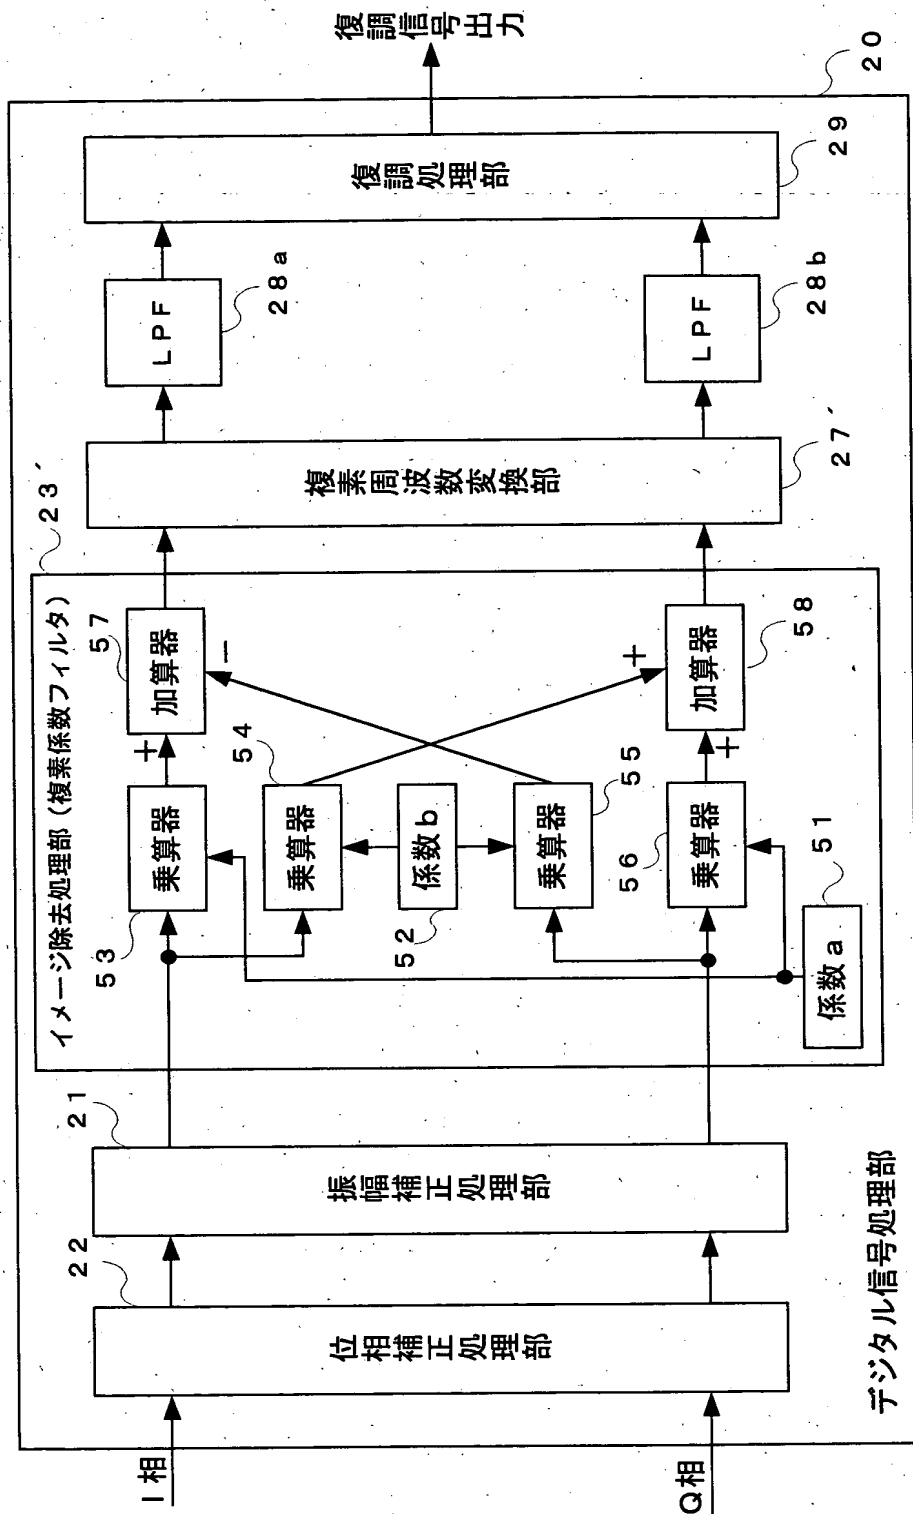 I相
Q相
位相補正処理部
22
振幅補正処理部
21
イメージ除去処理部(複素係数フィルタ)
23´
乗算器
53
乗算器
54
係数b
52
乗算器
55
乗算器
56
係数a
51
加算器
57
加算器
58
+
−
+
+
複素周波数変換部
27´
LPF
28a
LPF
28b
復調処理部
29
復調信号出力
デジタル信号処理部
20